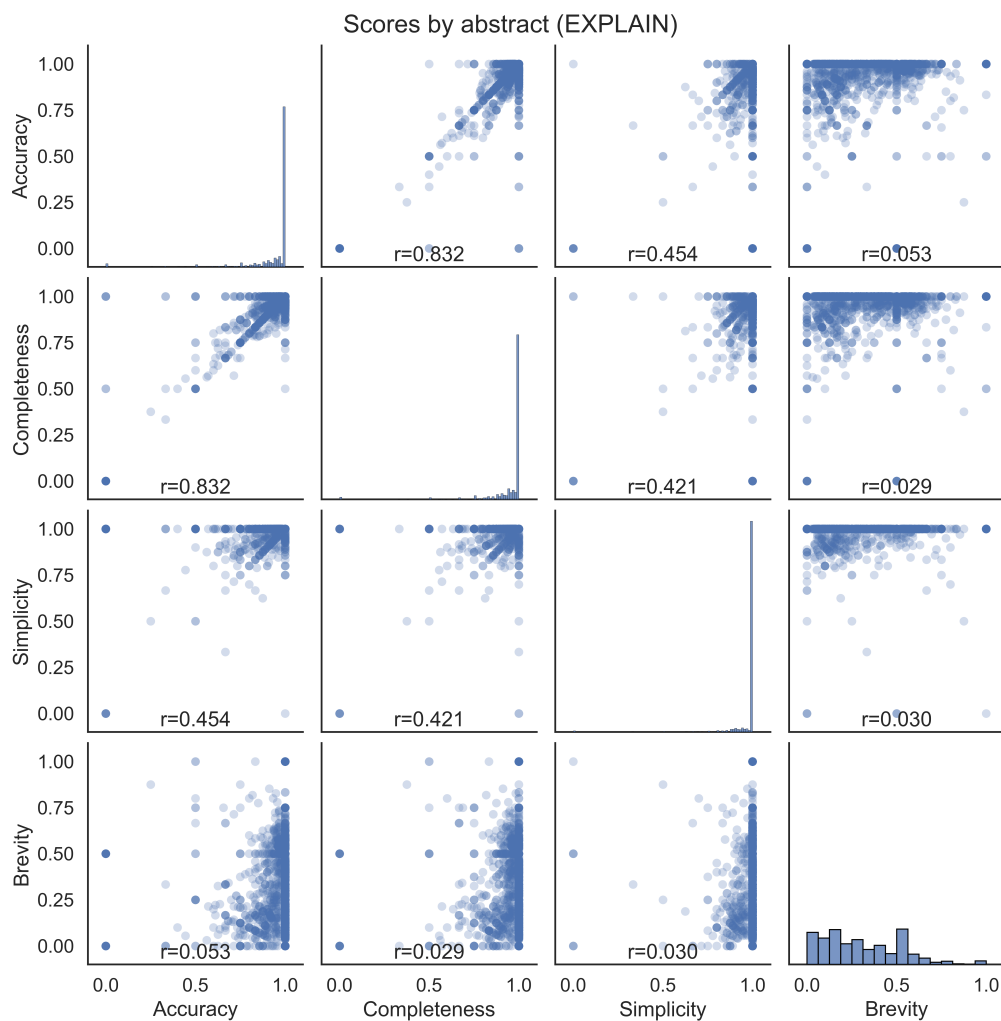 Scores by abstract (EXPLAIN)
Accuracy
1.00
0.75
0.50
0.25
0.00
r=0.832
r=0.454
r=0.053
Completeness
1.00
0.75
0.50
0.25
0.00
r=0.832
r=0.421
r=0.029
Simplicity
1.00
0.75
0.50
0.25
0.00
r=0.454
r=0.421
r=0.030
Brevity
1.00
0.75
0.50
0.25
0.00
r=0.053
r=0.029
r=0.030
0.0 0.5 1.0 0.0 0.5 1.0 0.0 0.5 1.0 0.0 0.5 1.0
Accuracy Completeness Simplicity Brevity